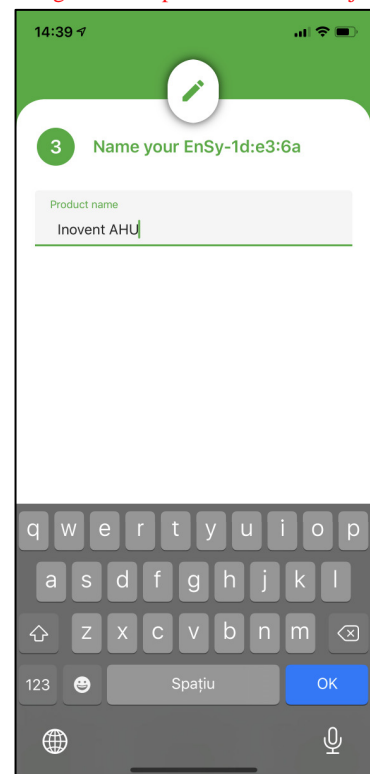 14:39
3 Name your EnSy-1d:e3:6a
Product name
Inovent AHU
q w e r t y u i o p
a s d f g h j k l
z x c v b n m
123 Spațiu OK